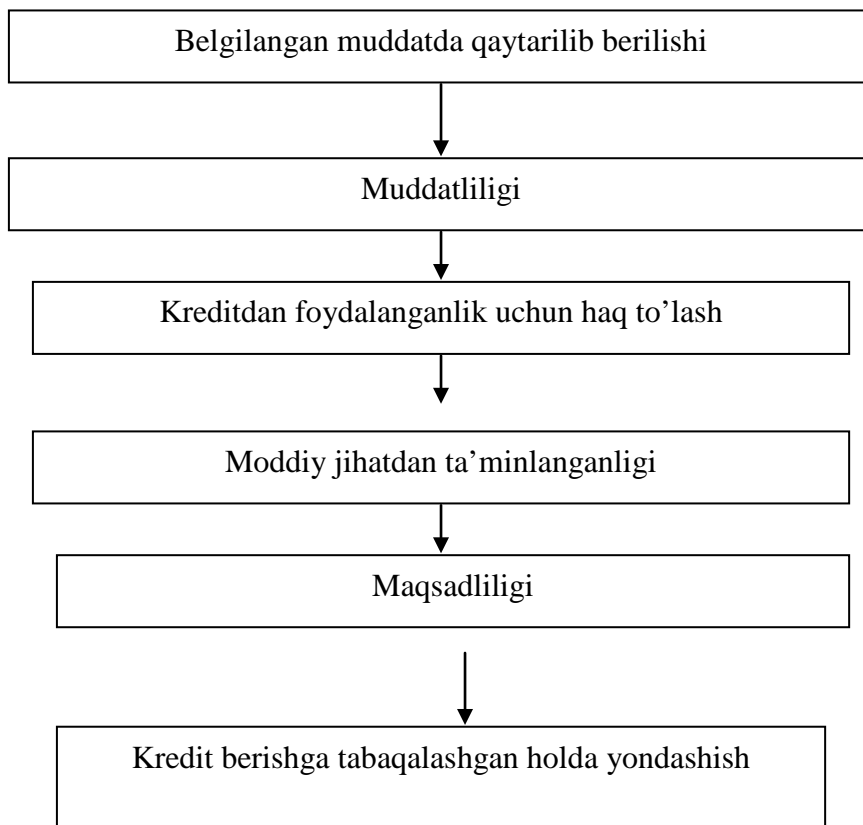 Belgilangan muddatda qaytarilib berilishi
Muddatliligi
Kreditdan foydalanganlik uchun haq to’lash
Moddiy jihatdan ta’minlanganligi
Maqsadliligi
Kredit berishga tabaqalashgan holda yondashish